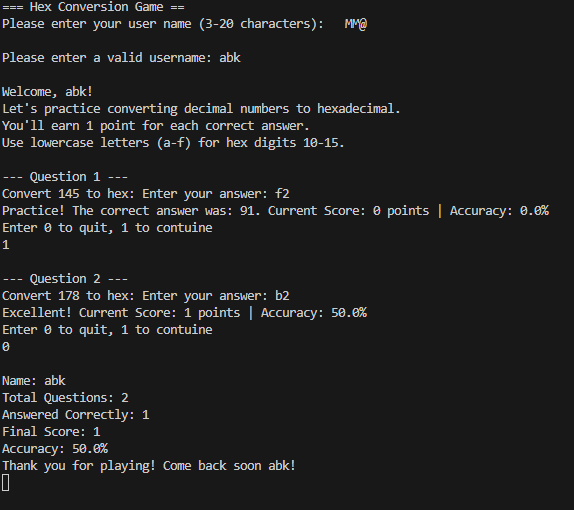 === Hex Conversion Game ==
Please enter your user name (3-20 characters):   MM@
Please enter a valid username: abk
Welcome, abk!
Let's practice converting decimal numbers to hexadecimal.
You'll earn 1 point for each correct answer.
Use lowercase letters (a-f) for hex digits 10-15.
--- Question 1 ---
Convert 145 to hex: Enter your answer: f2
Practice! The correct answer was: 91. Current Score: 0 points | Accuracy: 0.0%
Enter 0 to quit, 1 to contuine
1
--- Question 2 ---
Convert 178 to hex: Enter your answer: b2
Excellent! Current Score: 1 points | Accuracy: 50.0%
Enter 0 to quit, 1 to contuine
0
Name: abk
Total Questions: 2
Answered Correctly: 1
Final Score: 1
Accuracy: 50.0%
Thank you for playing! Come back soon abk!